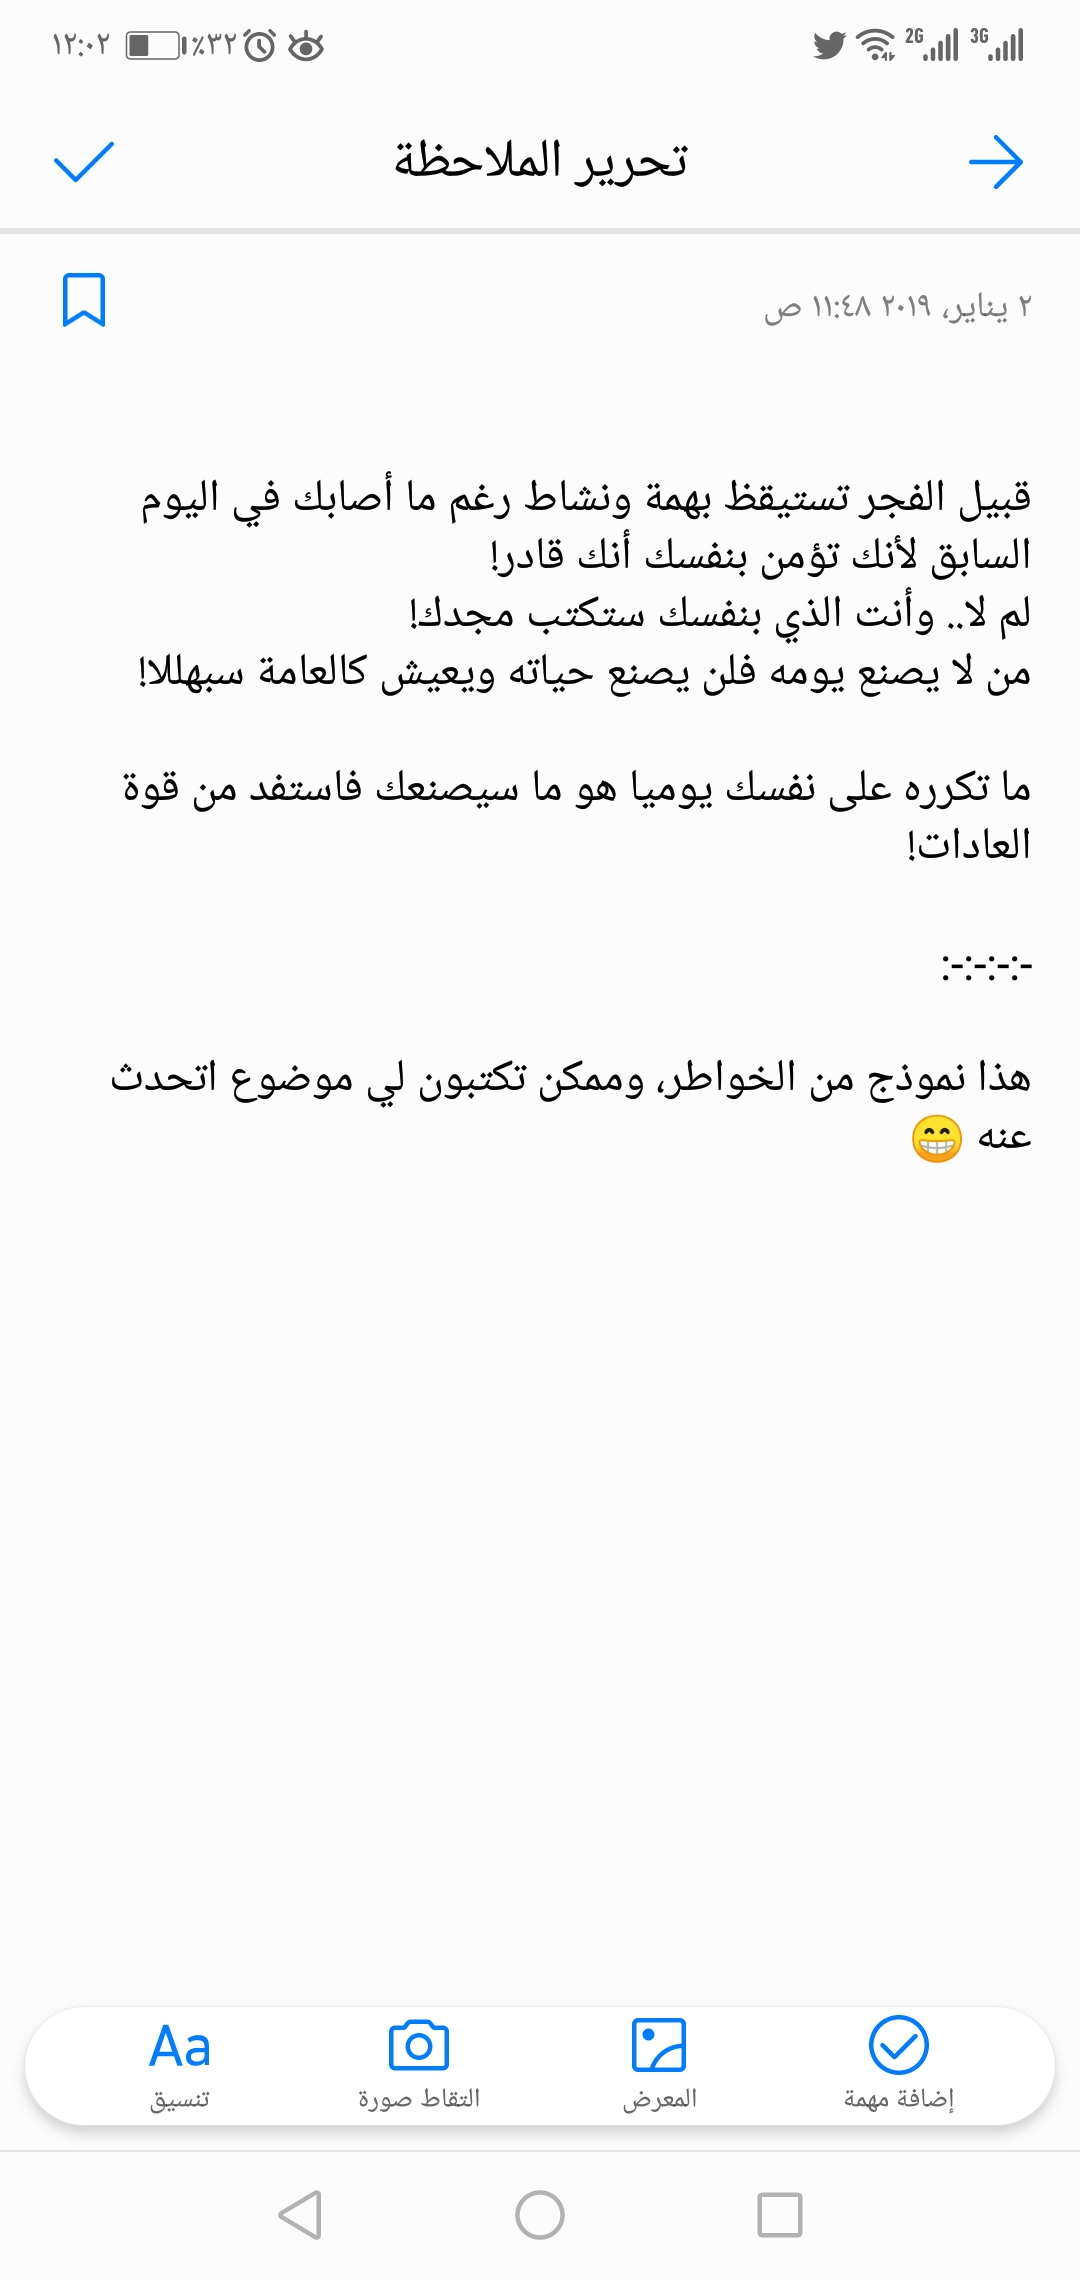 ١٢:٠٢ ٪٣٢ 2G 3G
تحرير الملاحظة
٢ يناير، ٢٠١٩ ١١:٤٨ ص
قبيل الفجر تستيقظ بهمة ونشاط رغم ما أصابك في اليوم
السابق لأنك تؤمن بنفسك أنك قادر!
لم لا.. وأنت الذي بنفسك ستكتب مجدك!
من لا يصنع يومه فلن يصنع حياته ويعيش كالعامة سبهللا!
ما تكرره على نفسك يوميا هو ما سيصنعك فاستفد من قوة
العادات!
-:-:-:-:
هذا نموذج من الخواطر، وممكن تكتبون لي موضوع اتحدث
عنه 😁
Aa
إضافة مهمة المعرض التقاط صورة تنسيق